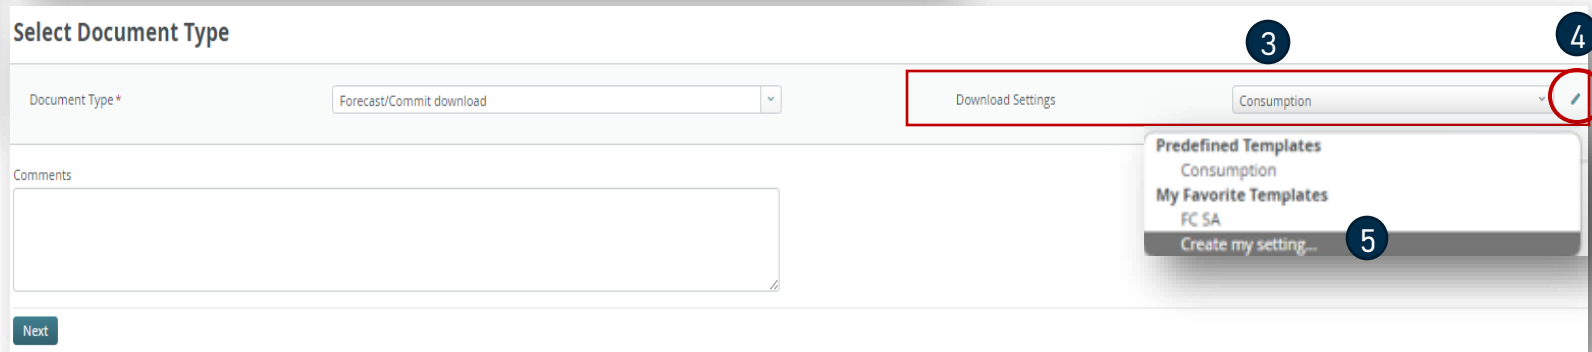 Select Document Type
3
4
Document Type *
Forecast/Commit download
Download Settings
Consumption
Predefined Templates
Consumption
My Favorite Templates
FC SA
Create my setting...
5
Comments
Next